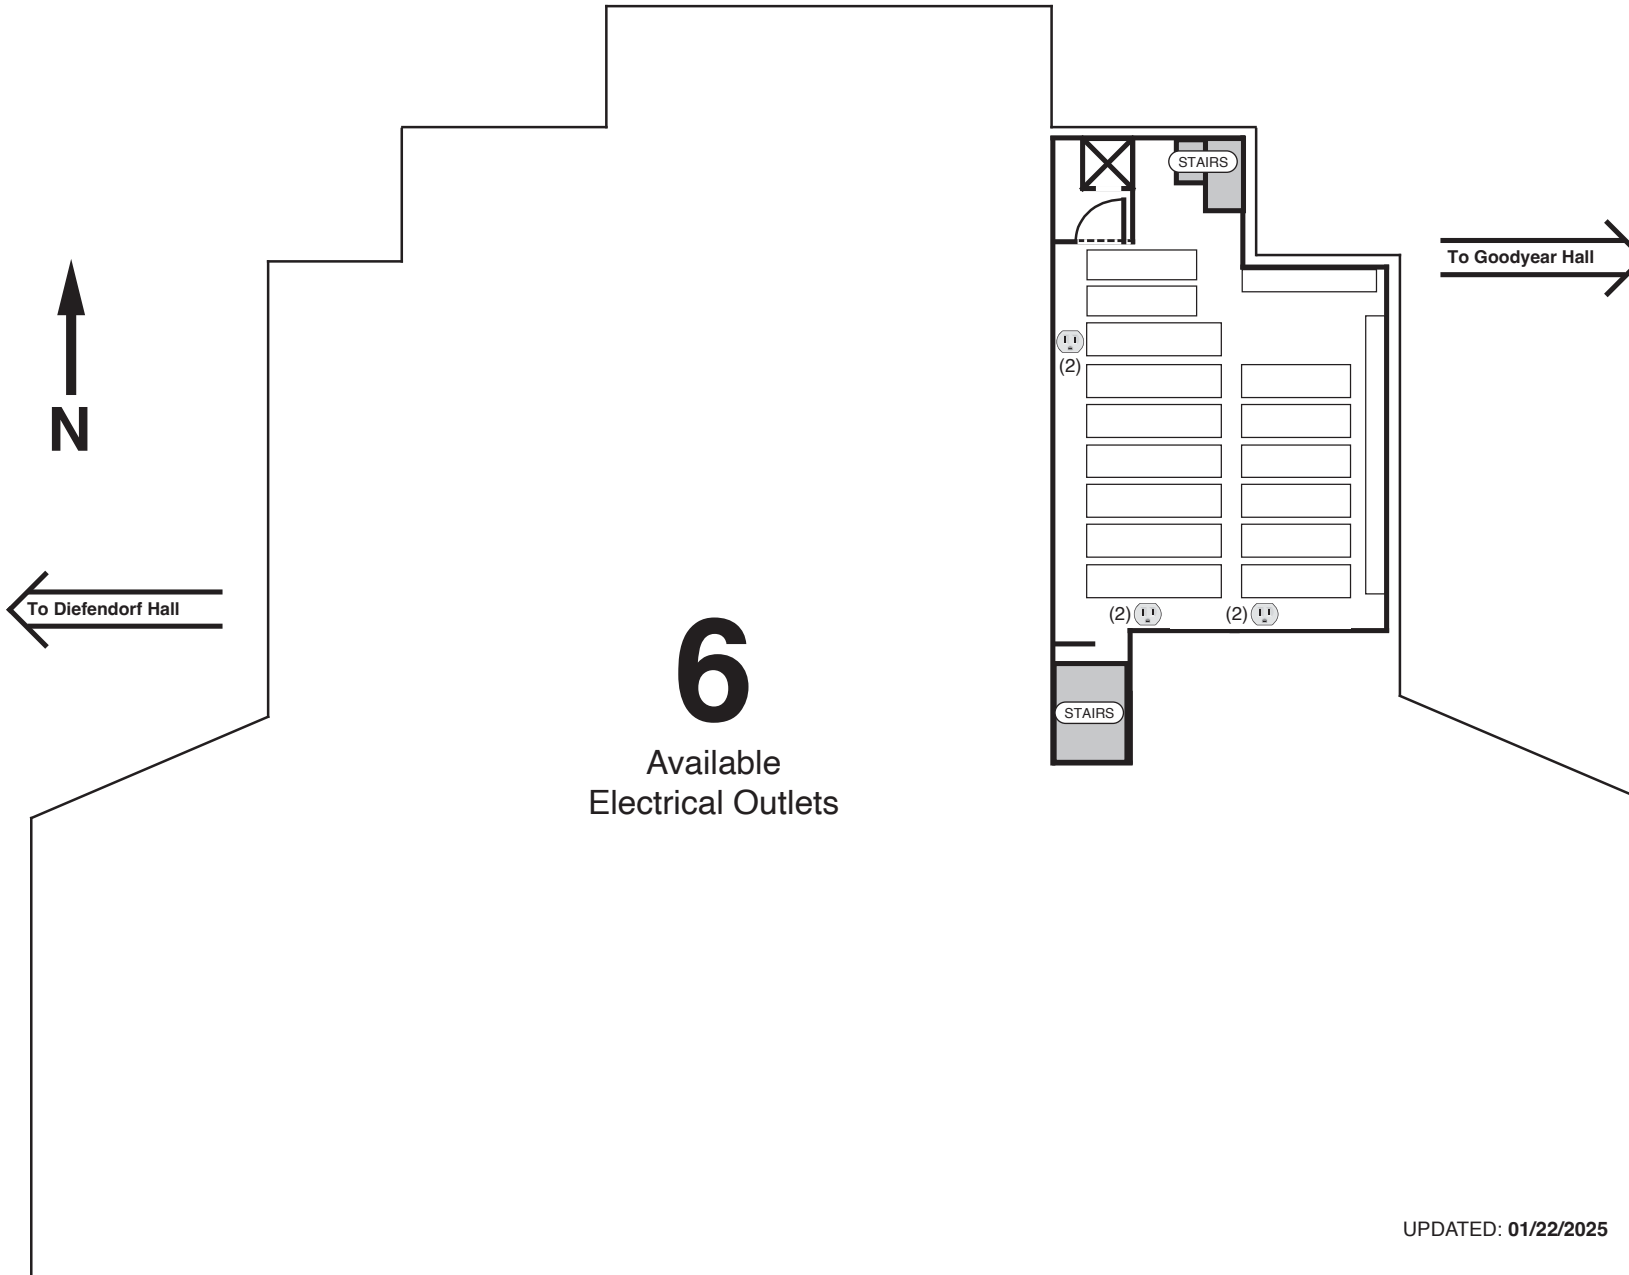 STAIRS
To Goodyear Hall
(2)
N
To Diefendorf Hall
(2)
(2)
6
Available
Electrical Outlets
STAIRS
UPDATED: 01/22/2025